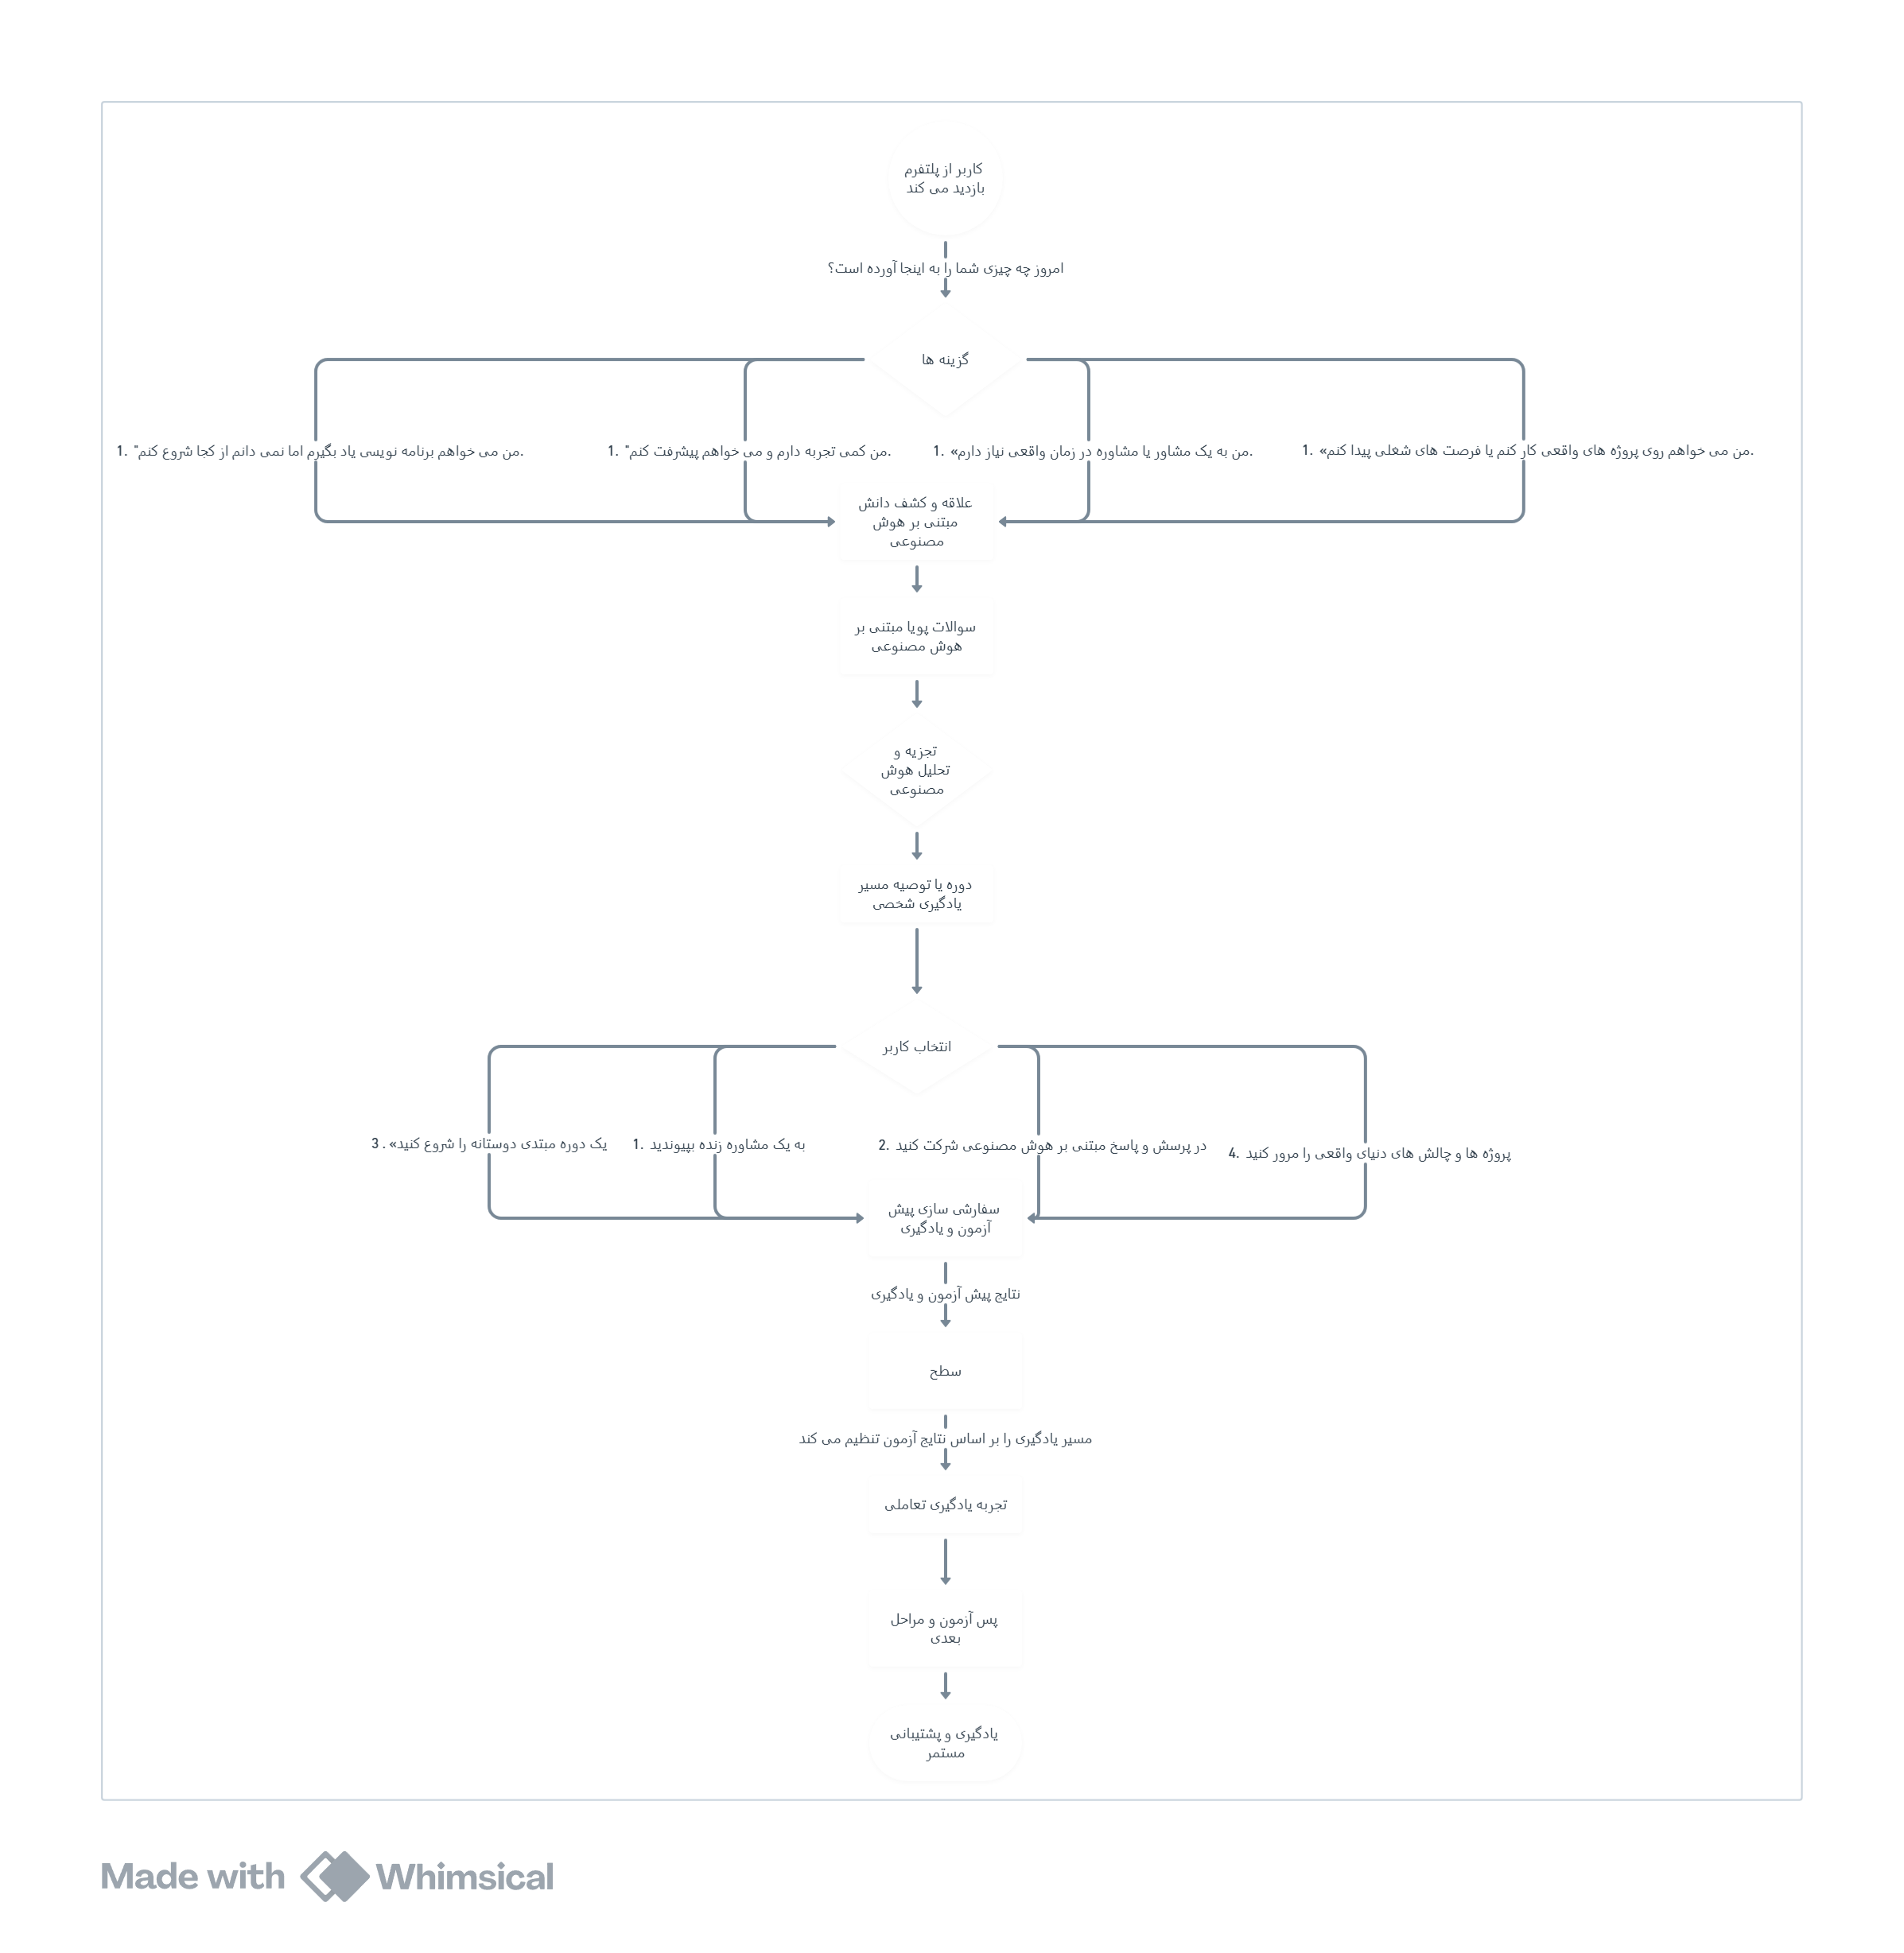 کاربر از پلتفرم
بازدید می کند
امروز چه چیزی شما را به اینجا آورده است؟
گزینه ها
1. "من می خواهم برنامه نویسی یاد بگیرم اما نمی دانم از کجا شروع کنم.
1. "من کمی تجربه دارم و می خواهم پیشرفت کنم.
1. «من به یک مشاور یا مشاوره در زمان واقعی نیاز دارم.
1. «من می خواهم روی پروژه های واقعی کار کنم یا فرصت های شغلی پیدا کنم.
علاقه و کشف دانش
مبتنی بر هوش
مصنوعی
سوالات پویا مبتنی بر
هوش مصنوعی
تجزیه و
تحلیل هوش
مصنوعی
دوره یا توصیه مسیر
یادگیری شخصی
انتخاب کاربر
3 . «یک دوره مبتدی دوستانه را شروع کنید
1. به یک مشاوره زنده بپیوندید
2. در پرسش و پاسخ مبتنی بر هوش مصنوعی شرکت کنید
4. پروژه ها و چالش های دنیای واقعی را مرور کنید
سفارشی سازی پیش
آزمون و یادگیری
نتایج پیش آزمون و یادگیری
سطح
مسیر یادگیری را بر اساس نتایج آزمون تنظیم می کند
تجربه یادگیری تعاملی
پس آزمون و مراحل
بعدی
یادگیری و پشتیبانی
مستمر
Made with Whimsical